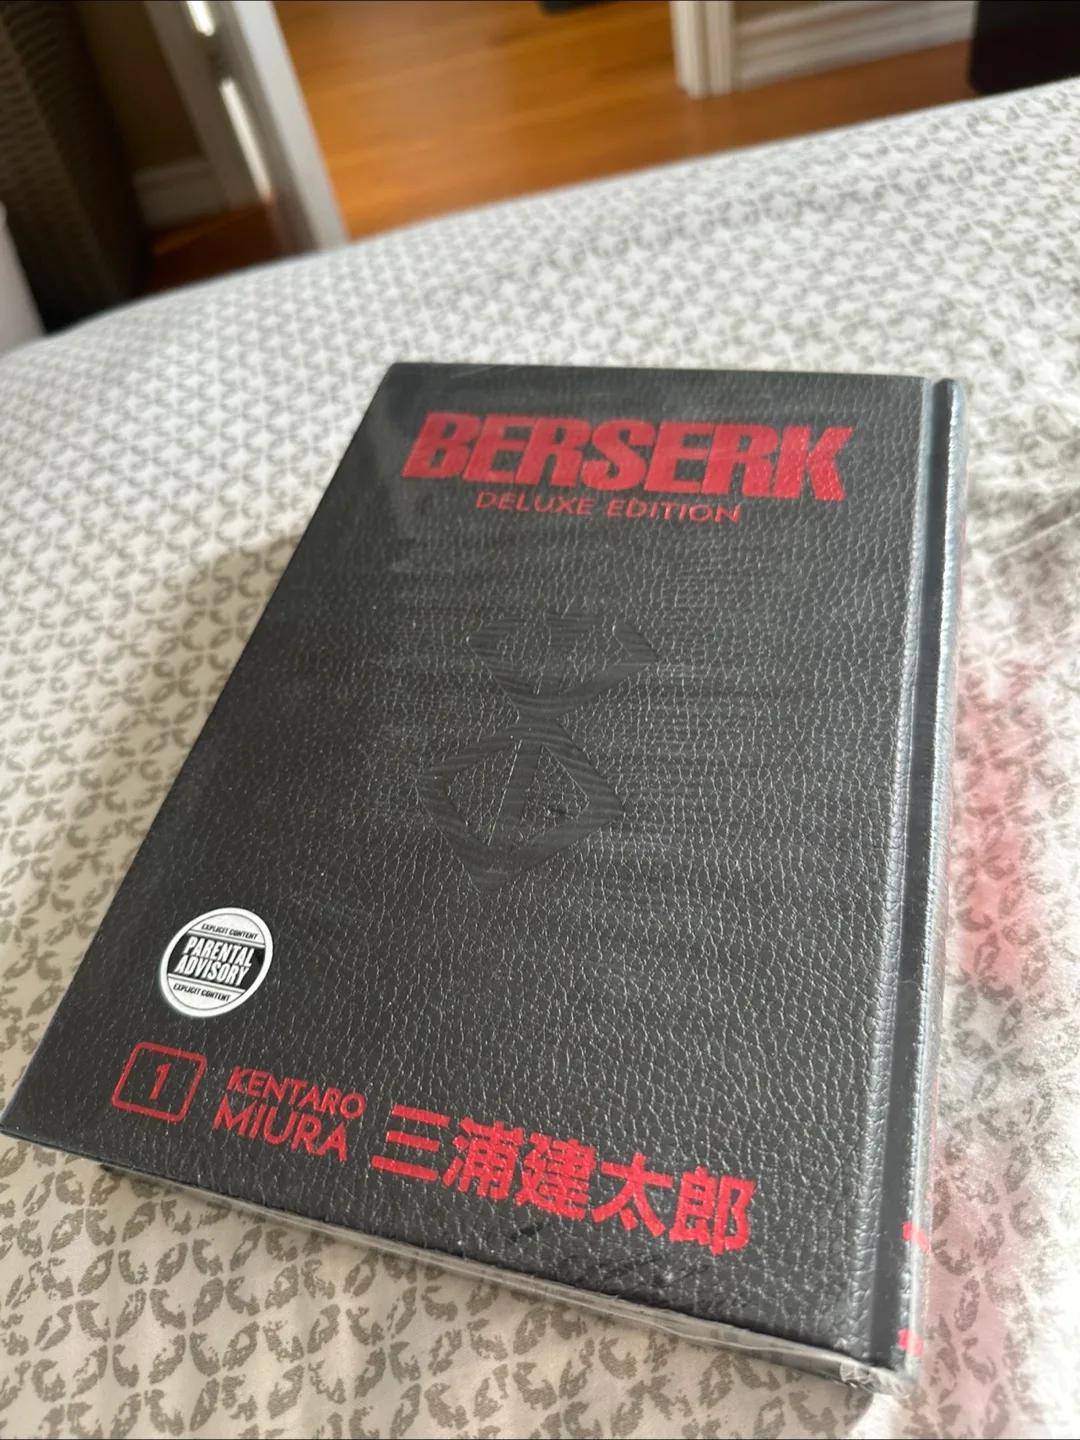 BERSERK
DELUXE EDITION
EXPLICIT CONTENT
PARENTAL
ADVISORY
EXPLICIT CONTENT
1
KENTARO
MIURA
三浦建太郎